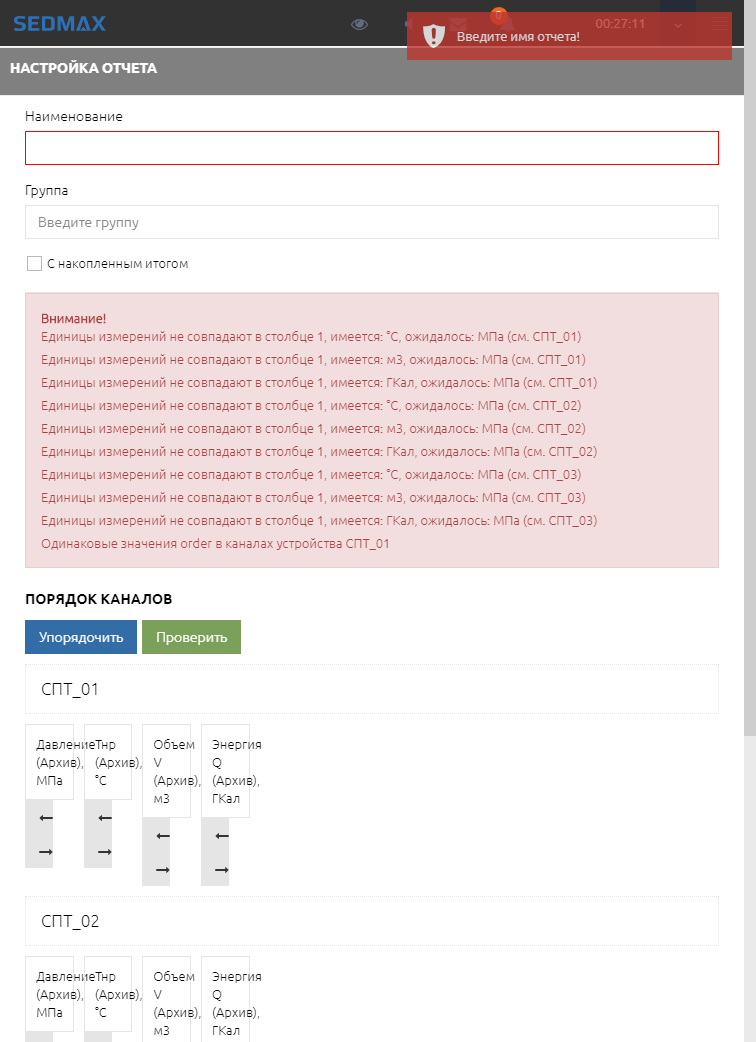 SEDMAX
0
00:27:11
Введите имя отчета!
НАСТРОЙКА ОТЧЕТА
Наименование
Группа
Введите группу
С накопленным итогом
Внимание!
Единицы измерений не совпадают в столбце 1, имеется: °C, ожидалось: МПа (см. СПТ_01)
Единицы измерений не совпадают в столбце 1, имеется: м3, ожидалось: МПа (см. СПТ_01)
Единицы измерений не совпадают в столбце 1, имеется: ГКал, ожидалось: МПа (см. СПТ_01)
Единицы измерений не совпадают в столбце 1, имеется: °C, ожидалось: МПа (см. СПТ_02)
Единицы измерений не совпадают в столбце 1, имеется: м3, ожидалось: МПа (см. СПТ_02)
Единицы измерений не совпадают в столбце 1, имеется: ГКал, ожидалось: МПа (см. СПТ_02)
Единицы измерений не совпадают в столбце 1, имеется: °C, ожидалось: МПа (см. СПТ_03)
Единицы измерений не совпадают в столбце 1, имеется: м3, ожидалось: МПа (см. СПТ_03)
Единицы измерений не совпадают в столбце 1, имеется: ГКал, ожидалось: МПа (см. СПТ_03)
Одинаковые значения order в каналах устройства СПТ_01
ПОРЯДОК КАНАЛОВ
Упорядочить
Проверить
СПТ_01
Давление
(Архив),
МПа
Тнр
(Архив),
°C
Объем
V
(Архив),
м3
Энергия
Q
(Архив),
ГКал
СПТ_02
Давление
(Архив),
МПа
Тнр
(Архив),
°C
Объем
V
(Архив),
м3
Энергия
Q
(Архив),
ГКал